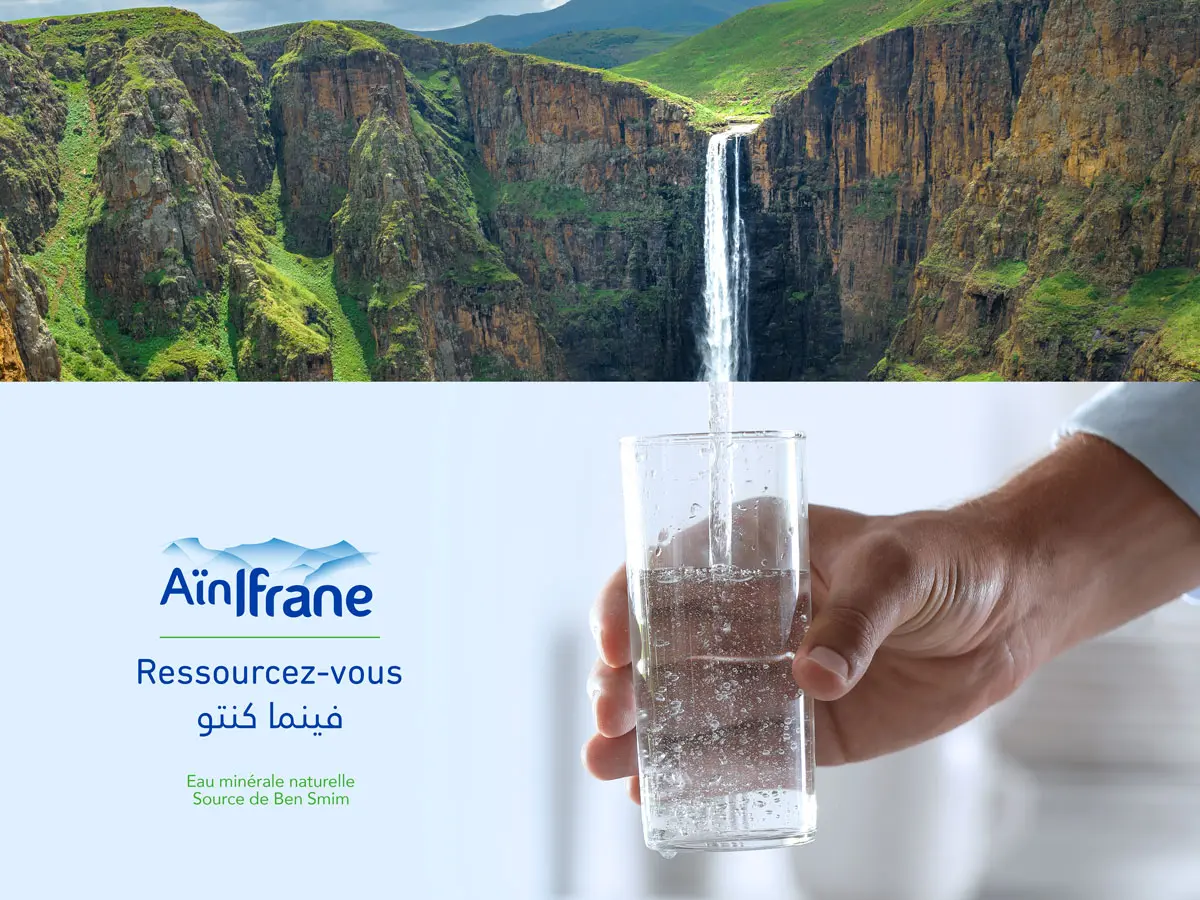 AïnIfrane
Ressourcez-vous
فينما كنتو
Eau minérale naturelle
Source de Ben Smim